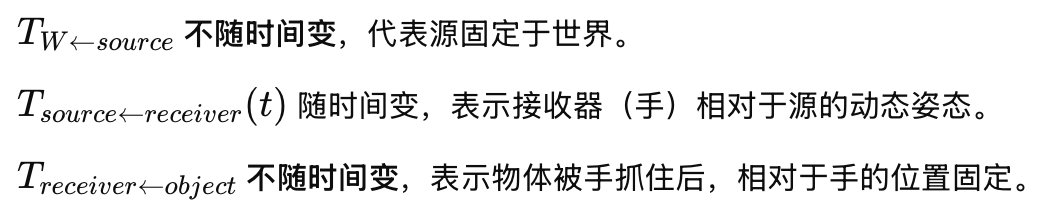 T_{W←source} 不随时间变，代表源固定于世界。
T_{source←receiver}(t) 随时间变，表示接收器（手）相对于源的动态姿态。
T_{receiver←object} 不随时间变，表示物体被手抓住后，相对于手的位置固定。